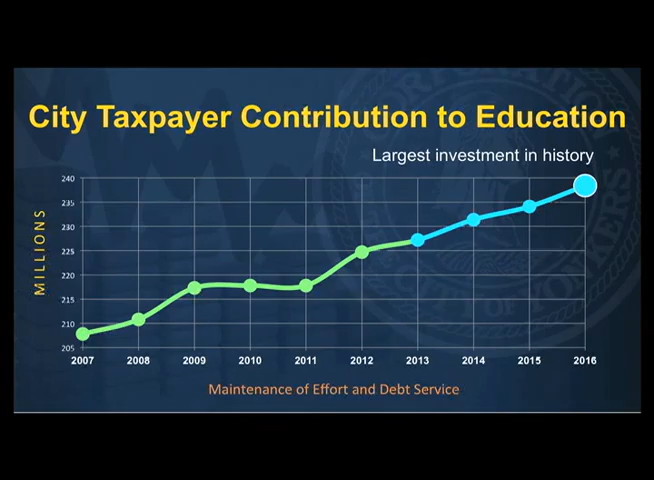 City Taxpayer Contribution to Education
Largest investment in history
MILLIONS
240
235
230
225
220
215
210
205
2007 2008 2009 2010 2011 2012 2013 2014 2015 2016
Maintenance of Effort and Debt Service